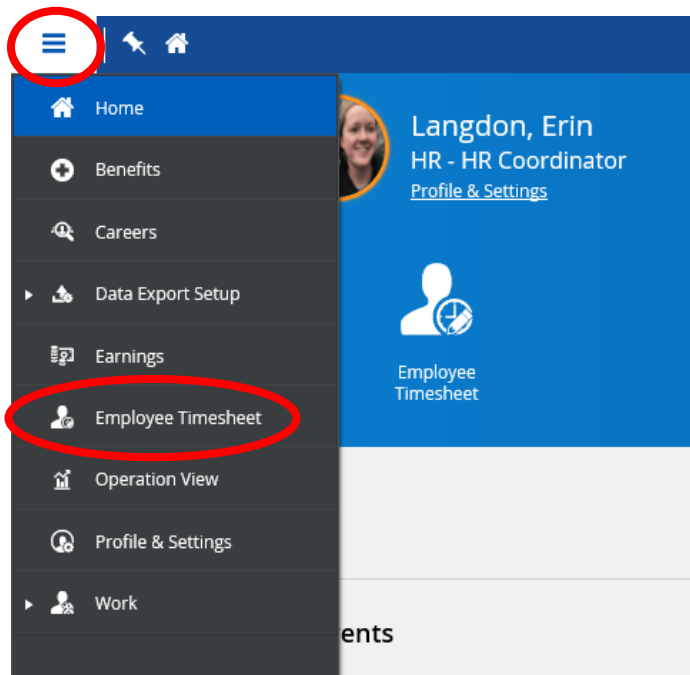 Home
Benefits
Careers
Data Export Setup
Earnings
Employee Timesheet
Operation View
Profile & Settings
Work
Langdon, Erin
HR - HR Coordinator
Profile & Settings
Employee
Timesheet
ents